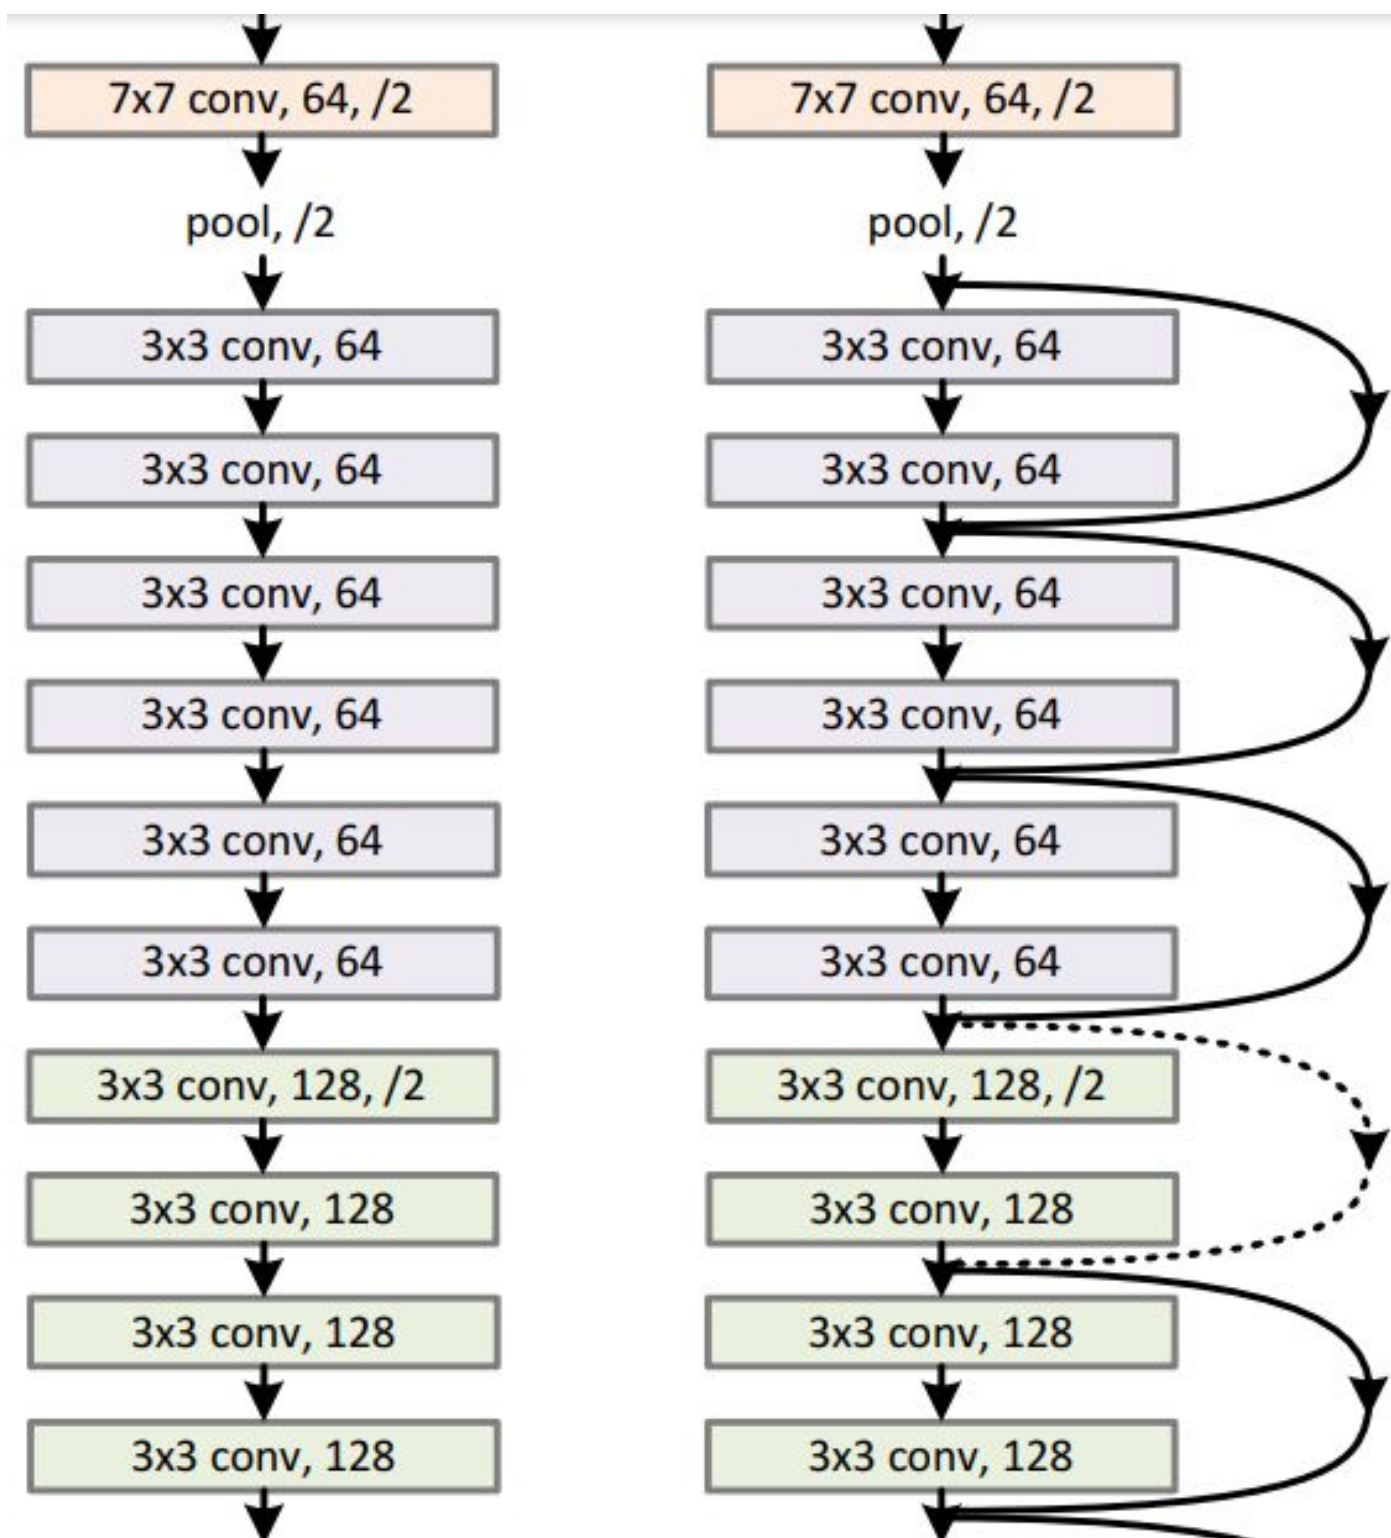 7x7 conv, 64, /2
pool, /2
3x3 conv, 64
3x3 conv, 64
3x3 conv, 64
3x3 conv, 64
3x3 conv, 64
3x3 conv, 64
3x3 conv, 128, /2
3x3 conv, 128
3x3 conv, 128
3x3 conv, 128
7x7 conv, 64, /2
pool, /2
3x3 conv, 64
3x3 conv, 64
3x3 conv, 64
3x3 conv, 64
3x3 conv, 64
3x3 conv, 64
3x3 conv, 128, /2
3x3 conv, 128
3x3 conv, 128
3x3 conv, 128